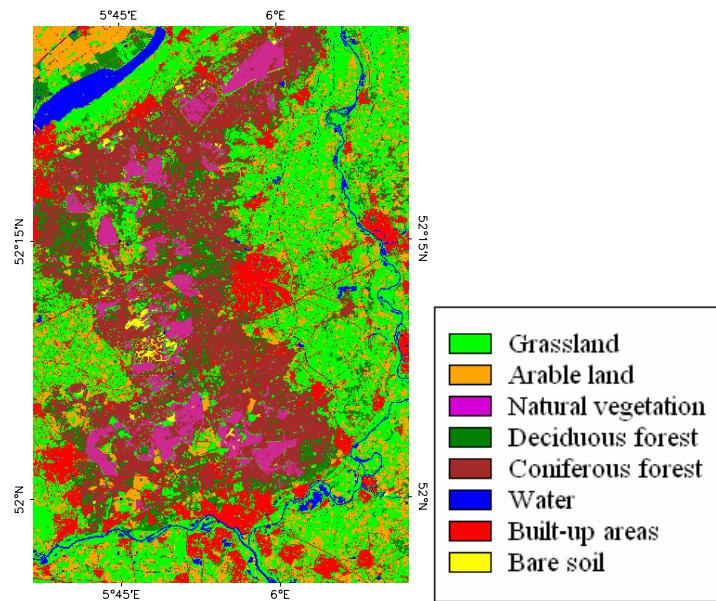 5°45′E 6°E
52°15′N
52°15′N
52°N
52°N
5°45′E 6°E
Grassland
Arable land
Natural vegetation
Deciduous forest
Coniferous forest
Water
Built-up areas
Bare soil